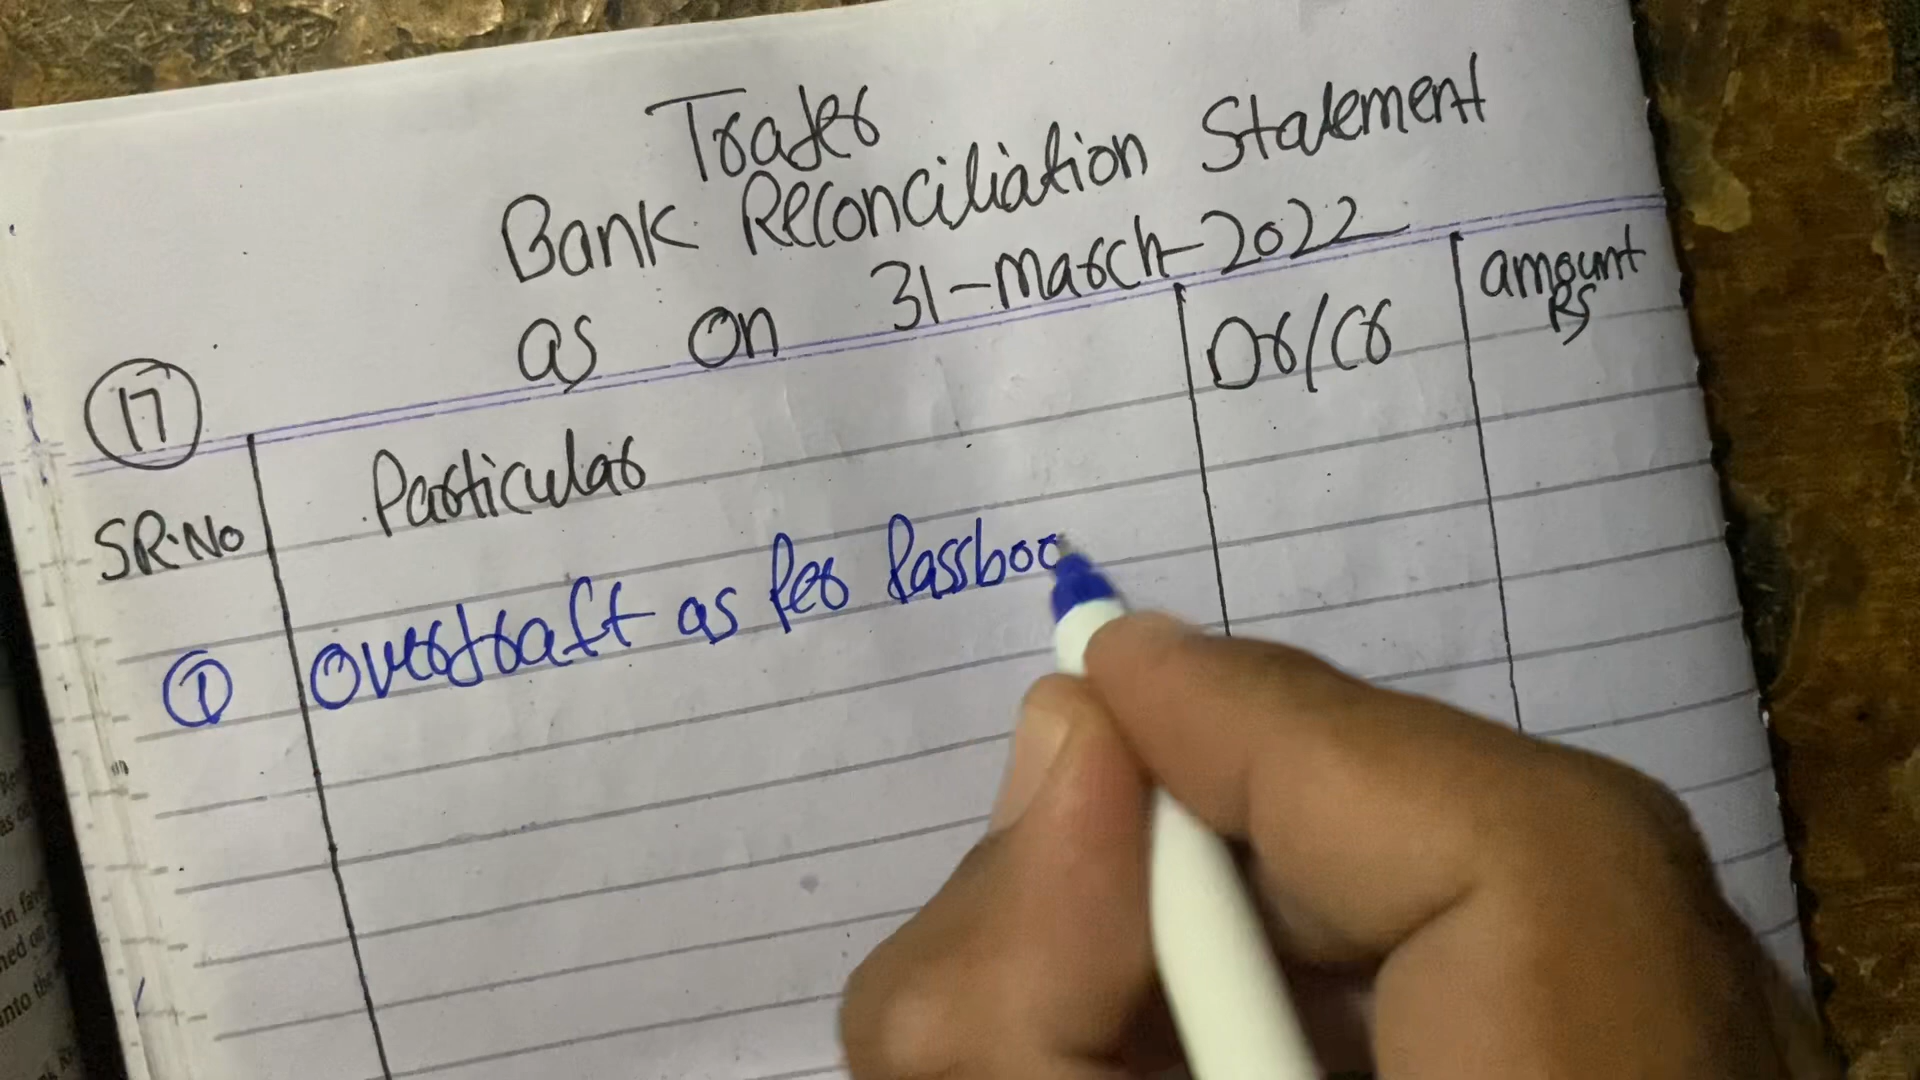 Trader
Bank Reconciliation Statement
as on 31-March-2022
17
SR.No Particular Dr/Cr amount Rs
1 Overdraft as Per Passboo